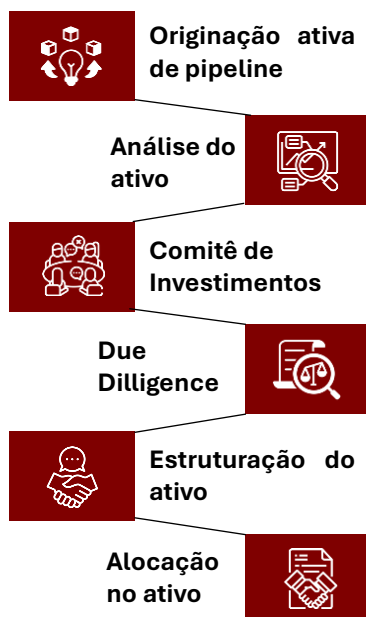 Originação ativa
de pipeline
Análise do
ativo
Comitê de
Investimentos
Due
Dilligence
Estruturação do
ativo
Alocação
no ativo